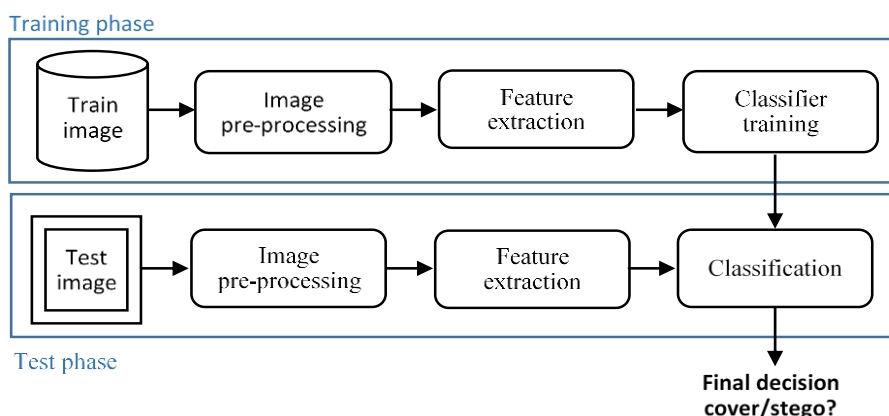 Training phase
Train
image
Image
pre-processing
Feature
extraction
Classifier
training
Test
image
Image
pre-processing
Feature
extraction
Classification
Test phase
Final decision
cover/stego?